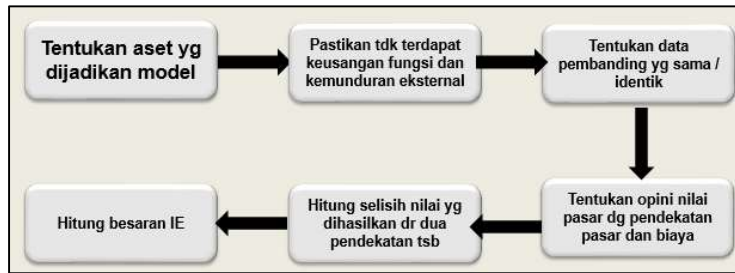 Tentukan aset yg
dijadikan model
Pastikan tdk terdapat
keusangan fungsi dan
kemunduran eksternal
Tentukan data
pembanding yg sama /
identik
Tentukan opini nilai
pasar dg pendekatan
pasar dan biaya
Hitung selisih nilai yg
dihasilkan dr dua
pendekatan tsb
Hitung besaran IE